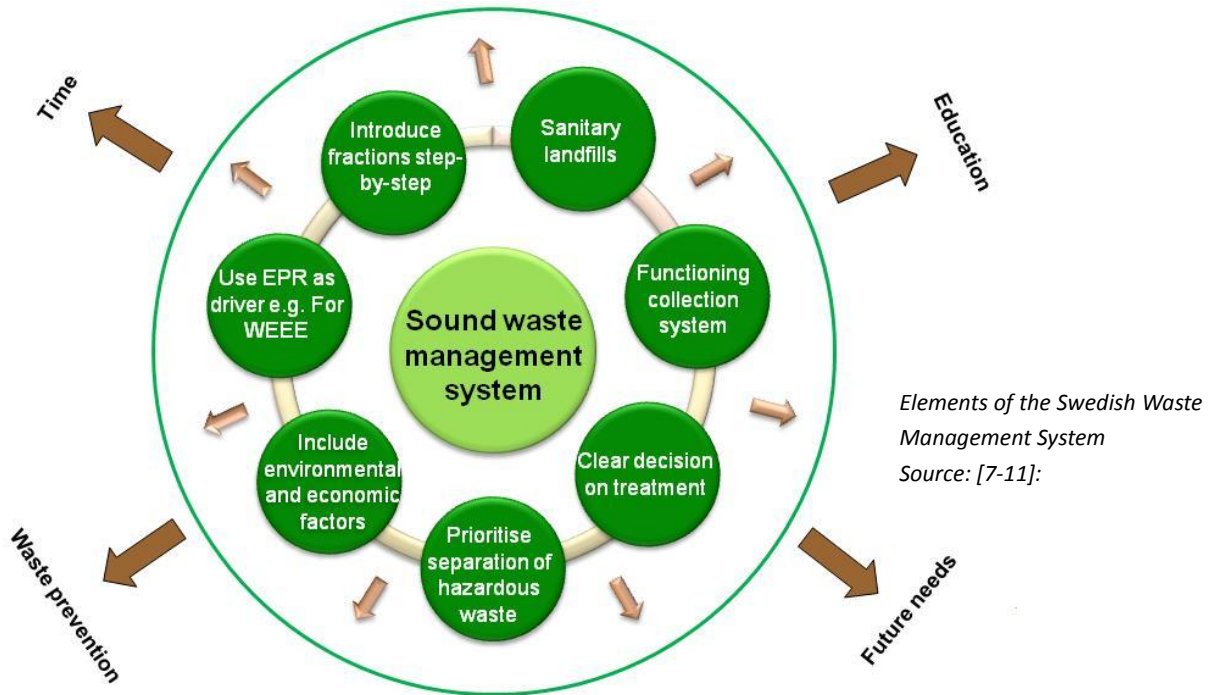 Time
Education
Introduce
fractions step-
by-step
Sanitary
landfills
Use EPR as
driver e.g. For
WEEE
Functioning
collection
system
Sound waste
management
system
Include
environmental
and economic
factors
Clear decision
on treatment
Prioritise
separation of
hazardous
waste
Waste prevention
Future needs
Elements of the Swedish Waste
Management System
Source: [7-11]: